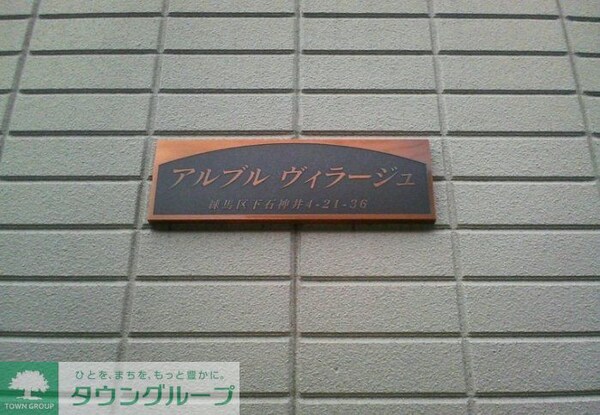 アルブル ヴィラージュ
練馬区下石神井4-21-36
ひとを、まちを、もっと豊かに。
タウングループ
TOWN GROUP